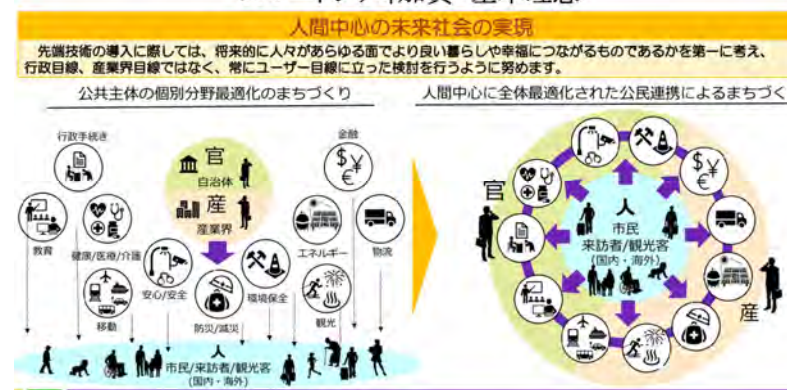 人間中心の未来社会の実現
先端技術の導入に際しては、将来的に人々があらゆる面でより良い暮らしや幸福につながるものであるかを第一に考え、
行政目線、産業界目線ではなく、常にユーザー目線に立った検討を行うように努めます。
公共主体の個別分野最適化のまちづくり
行政手続き
金融
官
自治体
産
産業界
教育
健康/医療/介護
エネルギー
物流
安心/安全
環境保全
移動
防災/減災
観光
人
市民/来訪者/観光客
(国内・海外)
人間中心に全体最適化された公民連携によるまちづく
官
人
市民
来訪者/観光客
(国内・海外)
産